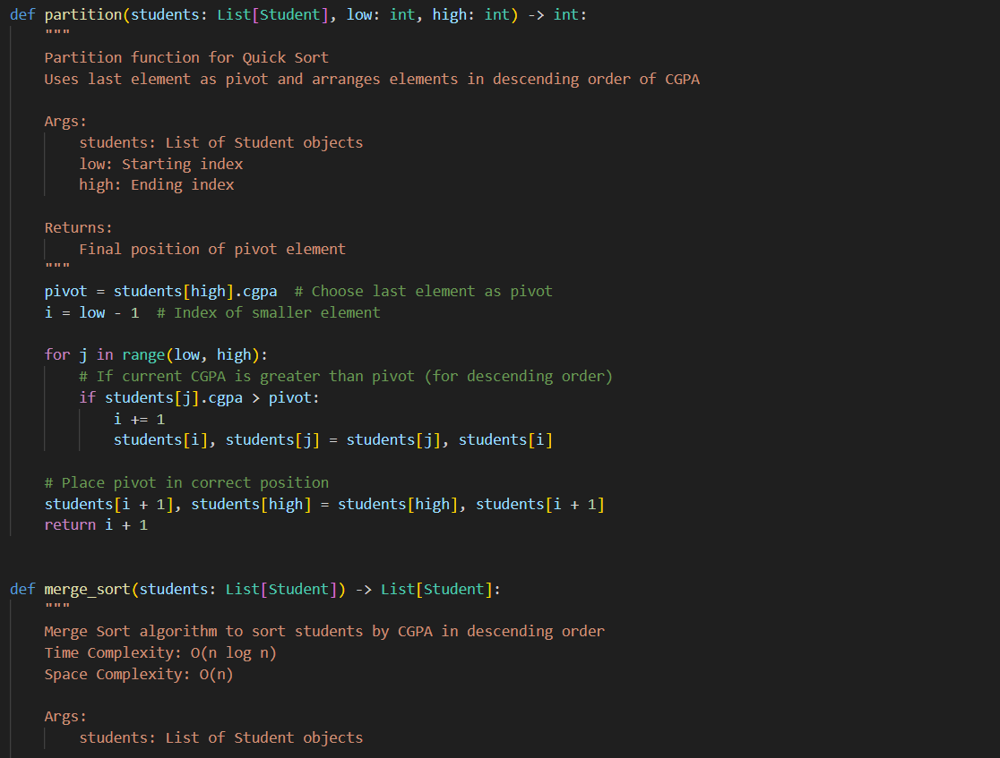 def partition(students: List[Student], low: int, high: int) -> int:
    """
    Partition function for Quick Sort
    Uses last element as pivot and arranges elements in descending order of CGPA

    Args:
        students: List of Student objects
        low: Starting index
        high: Ending index

    Returns:
        Final position of pivot element
    """
    pivot = students[high].cgpa  # Choose last element as pivot
    i = low - 1  # Index of smaller element

    for j in range(low, high):
        # If current CGPA is greater than pivot (for descending order)
        if students[j].cgpa > pivot:
            i += 1
            students[i], students[j] = students[j], students[i]

    # Place pivot in correct position
    students[i + 1], students[high] = students[high], students[i + 1]
    return i + 1


def merge_sort(students: List[Student]) -> List[Student]:
    """
    Merge Sort algorithm to sort students by CGPA in descending order
    Time Complexity: O(n log n)
    Space Complexity: O(n)

    Args:
        students: List of Student objects